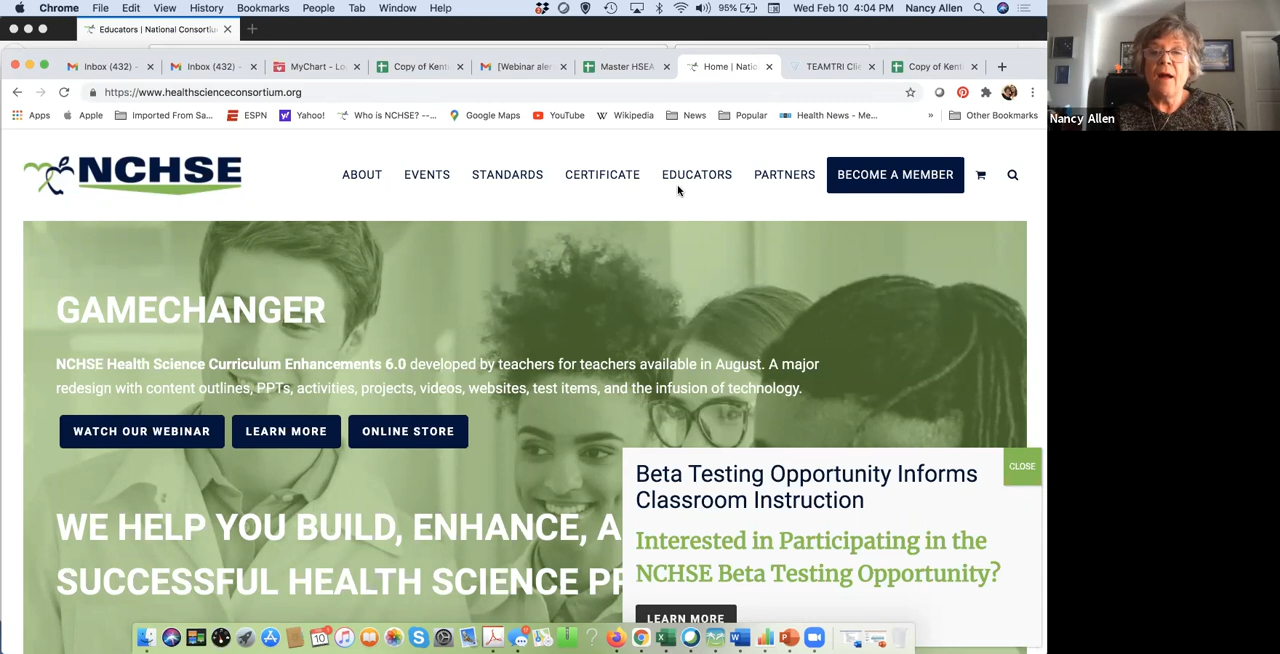 Chrome File Edit View History Bookmarks People Tab Window Help 95% Wed Feb 10 4:04 PM Nancy Allen
Educators | National Consortiu
Inbox (432) - Inbox (432) - MyChart - Lo Copy of Kent [Webinar aler Master HSEA Home | Natio TEAMTRI Clie Copy of Kent
https://www.healthscienceconsortium.org
Apps Apple Imported From Sa... ESPN Yahoo! Who is NCHSE? --... Google Maps YouTube Wikipedia News Popular Health News - Me... » Other Bookmarks
NCHSE
ABOUT EVENTS STANDARDS CERTIFICATE EDUCATORS PARTNERS BECOME A MEMBER
GAMECHANGER
NCHSE Health Science Curriculum Enhancements 6.0 developed by teachers for teachers available in August. A major
redesign with content outlines, PPTs, activities, projects, videos, websites, test items, and the infusion of technology.
WATCH OUR WEBINAR LEARN MORE ONLINE STORE
WE HELP YOU BUILD, ENHANCE, A
SUCCESSFUL HEALTH SCIENCE PR
Beta Testing Opportunity Informs
Classroom Instruction
CLOSE
Interested in Participating in the
NCHSE Beta Testing Opportunity?
LEARN MORE
Nancy Allen